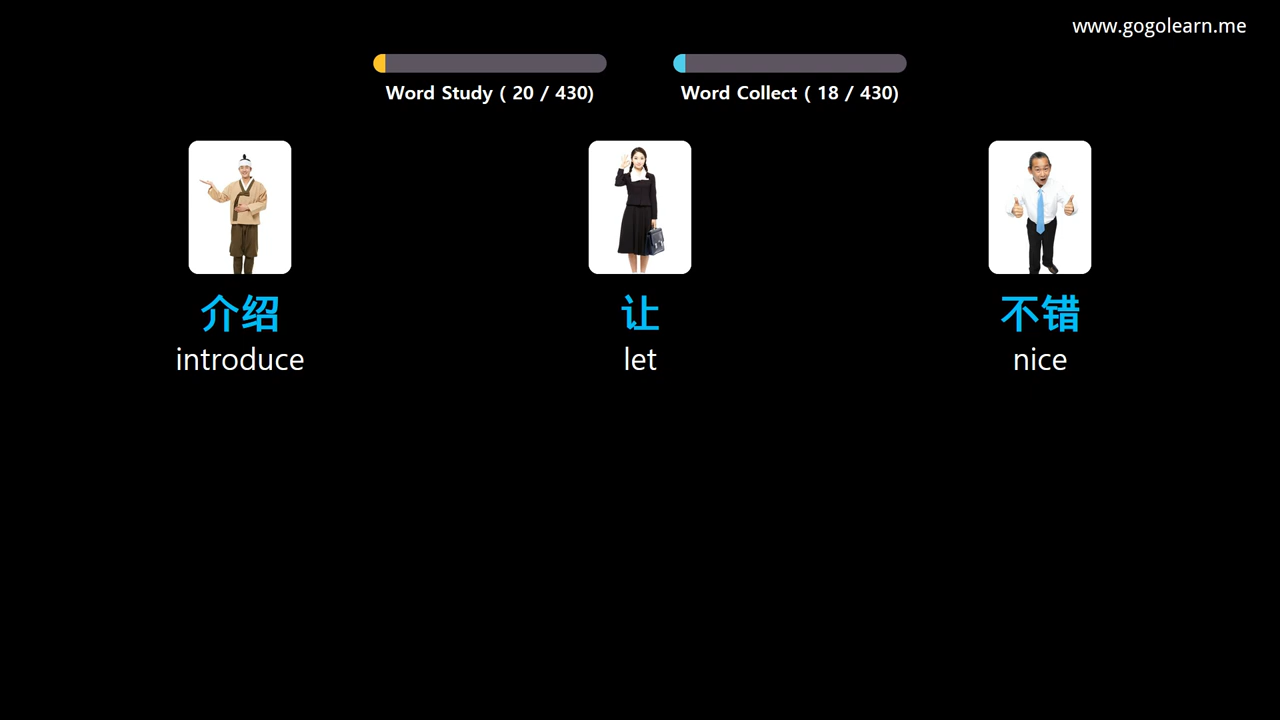 www.gogolearn.me
Word Study ( 20 / 430)
Word Collect ( 18 / 430)
介绍
introduce
让
let
不错
nice